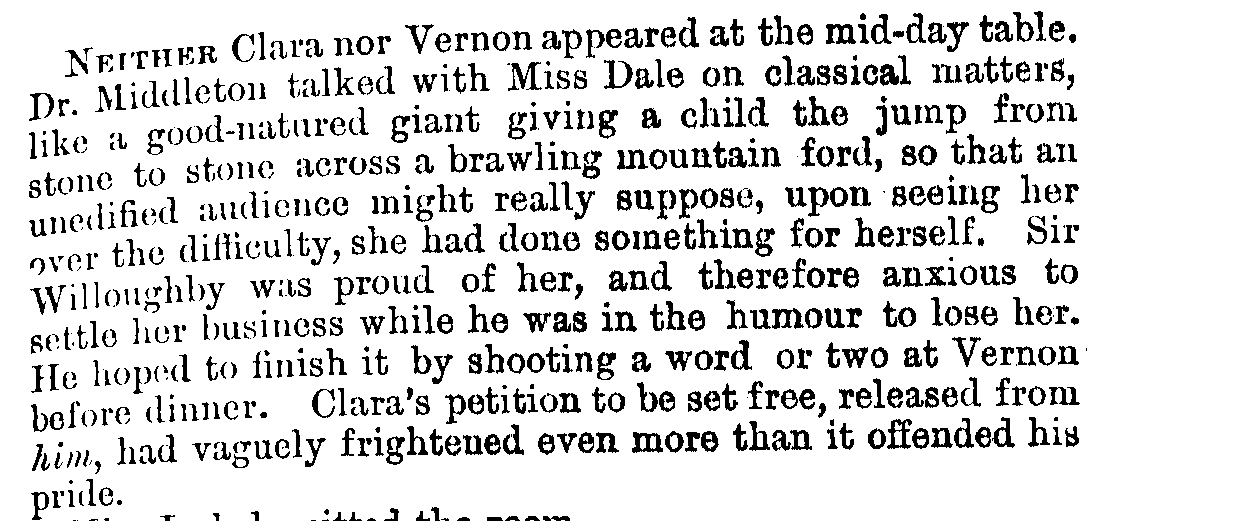 NEITHER Clara nor Vernon appeared at the mid-day table.
Dr. Middleton talked with Miss Dale on classical matters,
like a good-natured giant giving a child the jump from
stone to stone across a brawling mountain ford, so that an
unedified audience might really suppose, upon seeing her
over the difficulty, she had done something for herself. Sir
Willoughby was proud of her, and therefore anxious to
settle her business while he was in the humour to lose her.
He hoped to finish it by shooting a word or two at Vernon
before dinner. Clara's petition to be set free, released from
him, had vaguely frightened even more than it offended his
pride.
the room